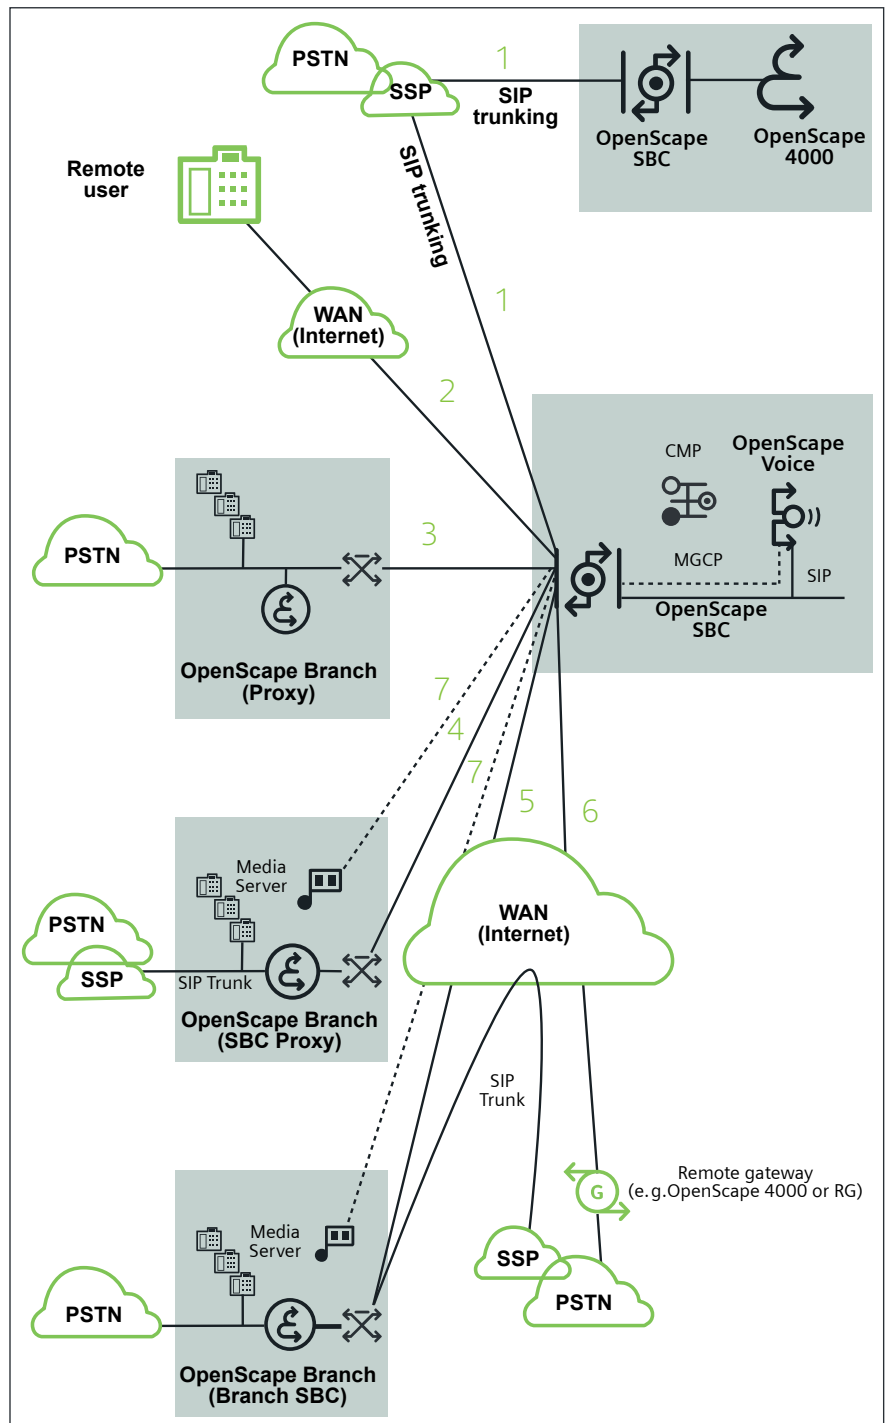 PSTN
SSP
1
SIP
trunking
OpenScape
SBC
OpenScape
4000
Remote
user
SIP trunking
1
WAN
(Internet)
2
CMP
OpenScape
Voice
MGCP
SIP
OpenScape
SBC
PSTN
3
OpenScape Branch
(Proxy)
7
4
7
5
6
Media
Server
PSTN
SSP
SIP Trunk
OpenScape Branch
(SBC Proxy)
WAN
(Internet)
SIP
Trunk
G
Remote gateway
(e.g.OpenScape 4000 or RG)
SSP
PSTN
Media
Server
PSTN
OpenScape Branch
(Branch SBC)